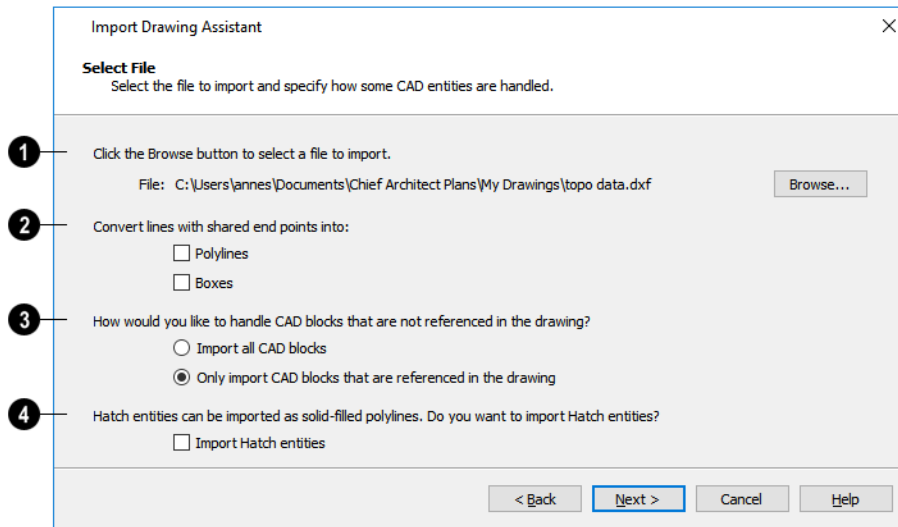 Import Drawing Assistant
Select File
Select the file to import and specify how some CAD entities are handled.
1 Click the Browse button to select a file to import.
File: C:\Users\annes\Documents\Chief Architect Plans\My Drawings\topo data.dxf Browse...
2 Convert lines with shared end points into:
Polylines
Boxes
3 How would you like to handle CAD blocks that are not referenced in the drawing?
Import all CAD blocks
Only import CAD blocks that are referenced in the drawing
4 Hatch entities can be imported as solid-filled polylines. Do you want to import Hatch entities?
Import Hatch entities
< Back Next > Cancel Help